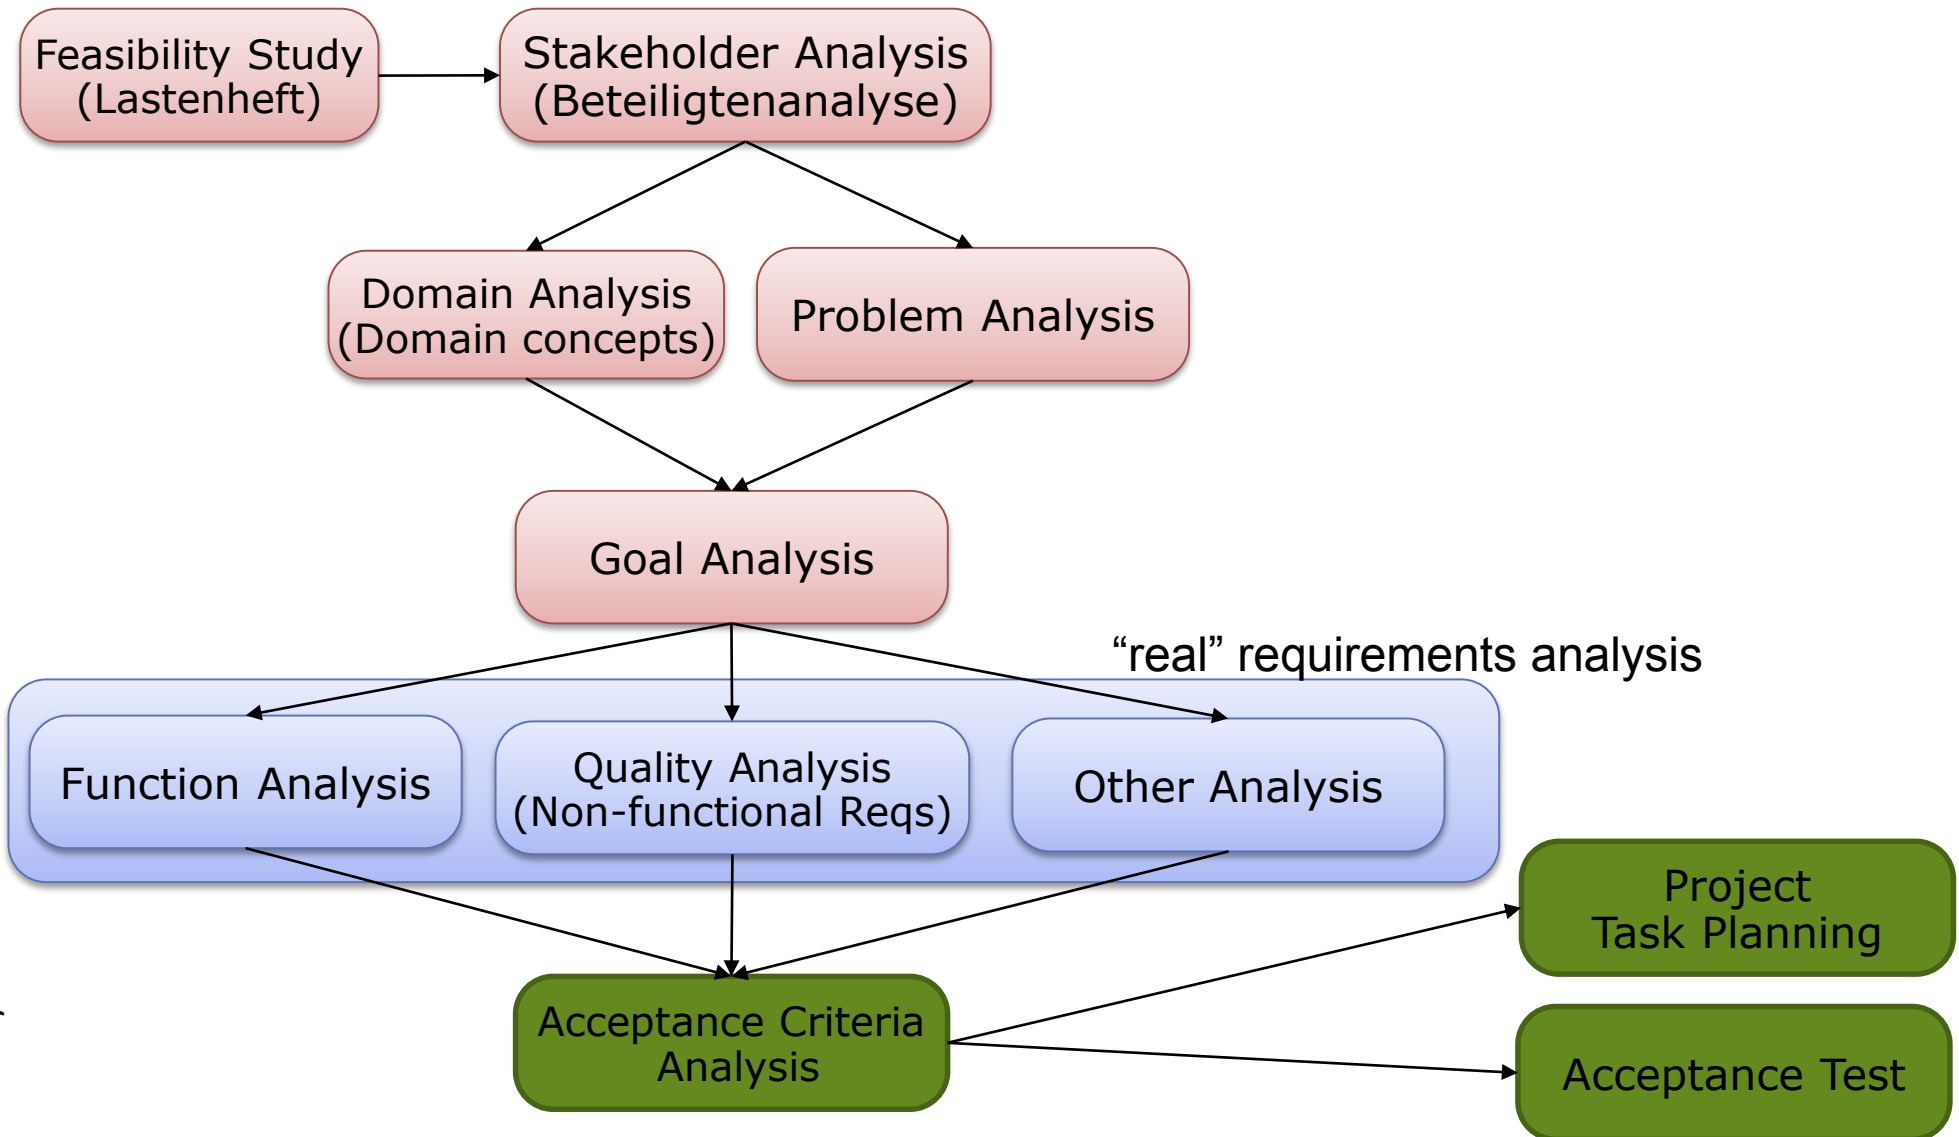 Feasibility Study
(Lastenheft)
Stakeholder Analysis
(Beteiligtenanalyse)
Domain Analysis
(Domain concepts)
Problem Analysis
Goal Analysis
“real” requirements analysis
Function Analysis
Quality Analysis
(Non-functional Reqs)
Other Analysis
Project
Task Planning
Acceptance Criteria
Analysis
Acceptance Test